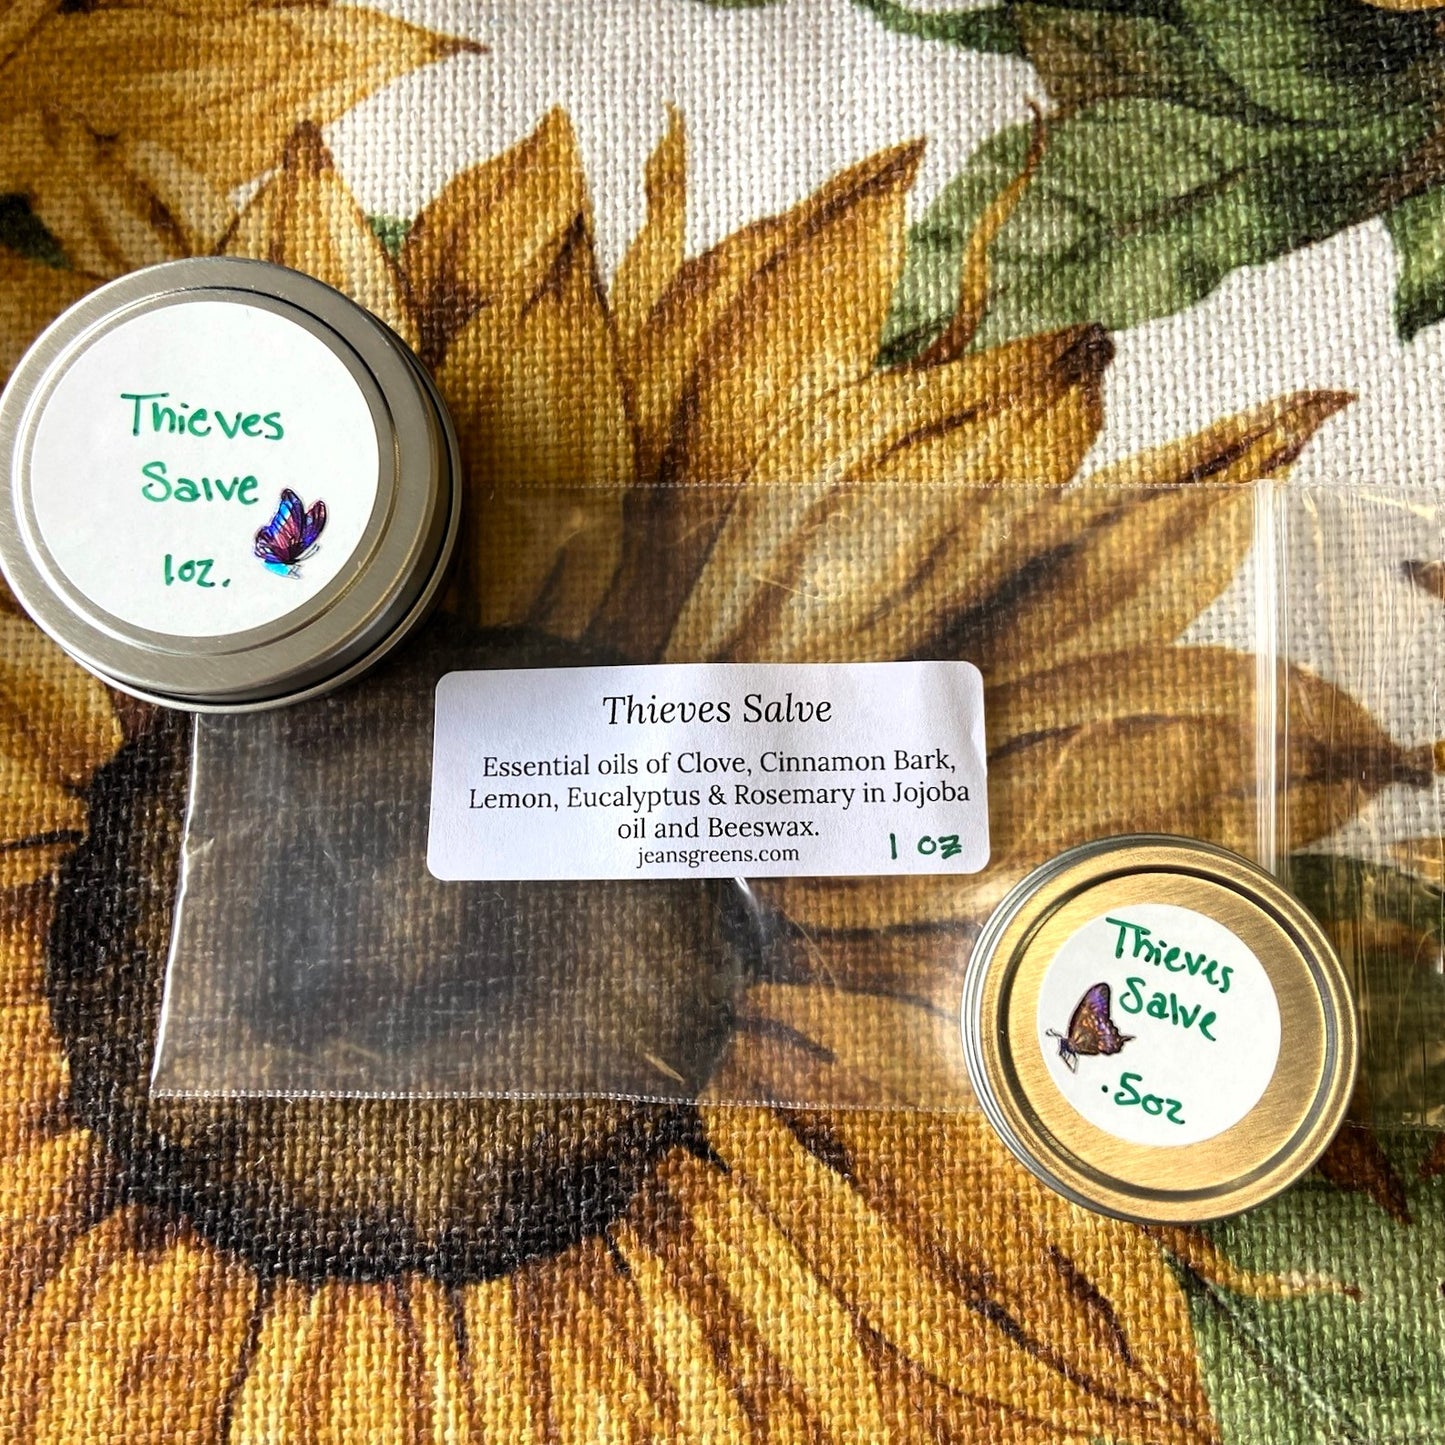 Thieves
Salve
1oz.
Thieves Salve
Essential oils of Clove, Cinnamon Bark,
Lemon, Eucalyptus & Rosemary in Jojoba
oil and Beeswax.
jeansgreens.com
1 oz
Thieves
Salve
.5oz